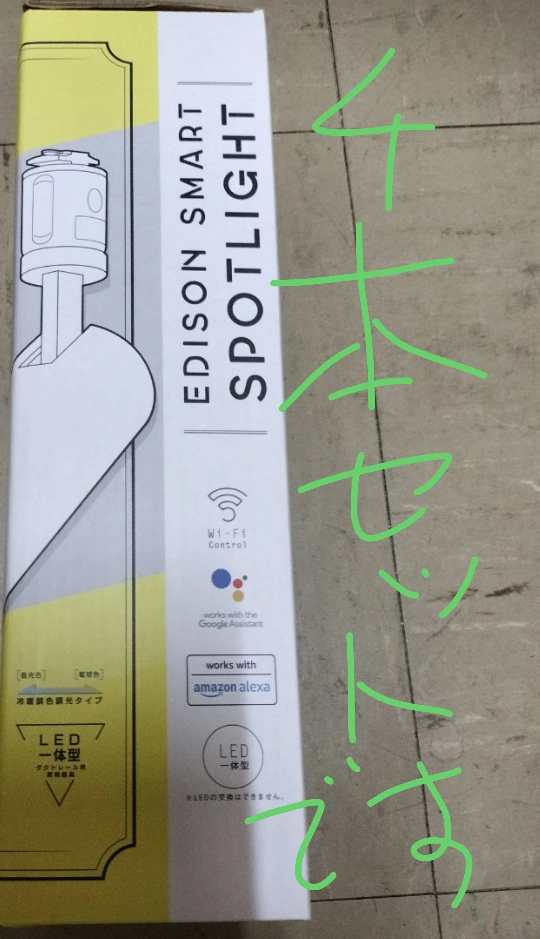 EDISON SMART
SPOTLIGHT
Wi-Fi
Control
works with the
Google Assistant
works with
amazon alexa
LED
一体型
※LEDの交換はできません。
[昼光色] [電球色]
冷暖調色調光タイプ
LED
一体型
ダクトレール用
照明器具
4本セットです